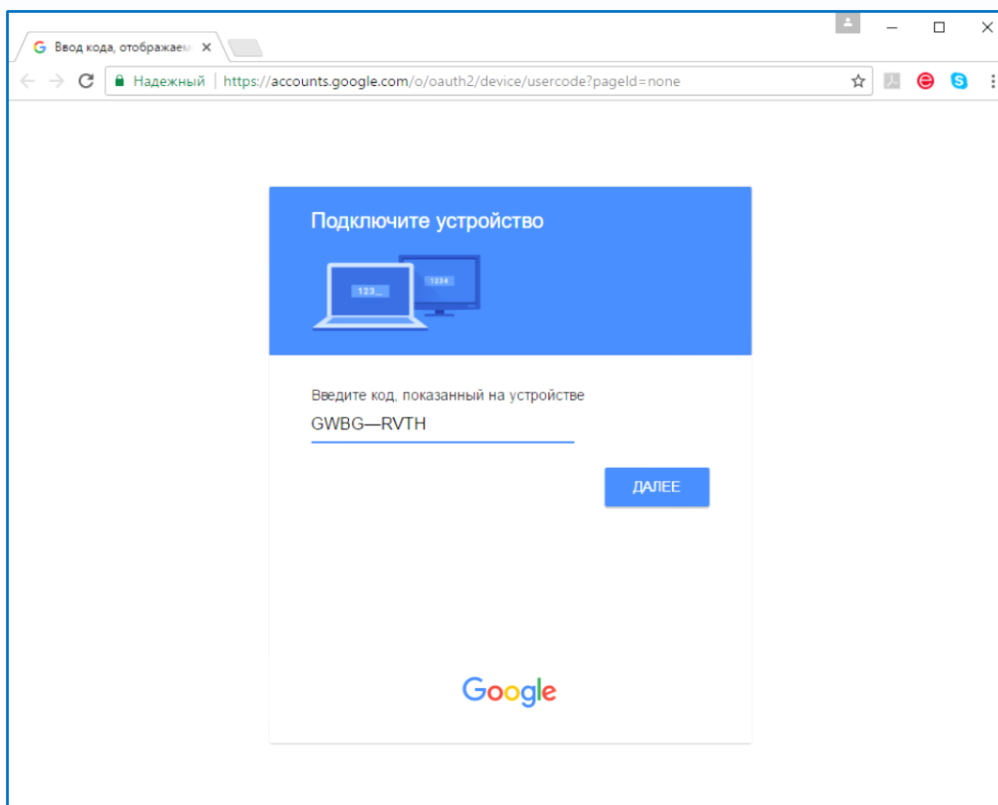 Ввод кода, отображаем
Надежный https://accounts.google.com/o/oauth2/device/usercode?pageId=none
Подключите устройство
123...
1234
Введите код, показанный на устройстве
GWBG—RVTH
ДАЛЕЕ
Google